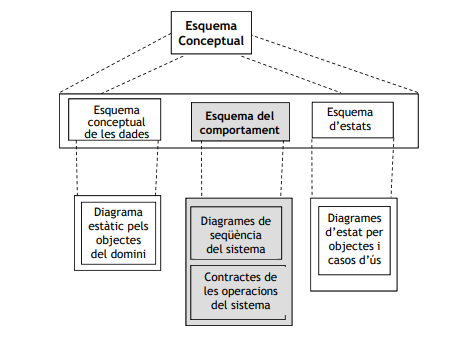 Esquema
Conceptual
Esquema
conceptual
de les dades
Esquema del
comportament
Esquema
d'estats
Diagrama
estàtic pels
objectes
del domini
Diagrames de
seqüència
del sistema
Contractes de
les operacions
del sistema
Diagrames
d'estat per
objectes i
casos d'ús